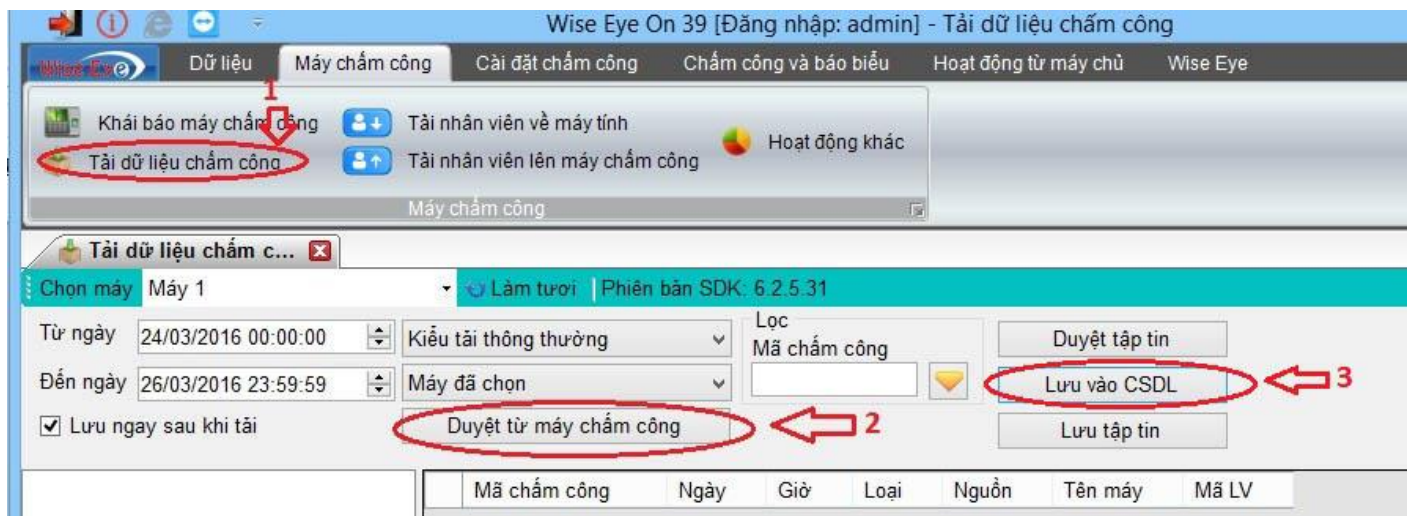 Wise Eye On 39 [Đăng nhập: admin] - Tải dữ liệu chấm công
Wise Eye Dữ liệu Máy chấm công Cài đặt chấm công Chấm công và báo biểu Hoạt động từ máy chủ Wise Eye
1
Khái báo máy chấm công Tải nhân viên về máy tính
Hoạt động khác
Tải dữ liệu chấm công Tải nhân viên lên máy chấm công
Máy chấm công
Tải dữ liệu chấm c...
Chọn máy Máy 1 Làm tươi Phiên bản SDK: 6.2.5.31
Từ ngày 24/03/2016 00:00:00 Kiểu tải thông thường Lọc
Mã chấm công Duyệt tập tin
Đến ngày 26/03/2016 23:59:59 Máy đã chọn Lưu vào CSDL 3
Lưu ngay sau khi tải Duyệt từ máy chấm công 2 Lưu tập tin
Mã chấm công Ngày Giờ Loại Nguồn Tên máy Mã LV